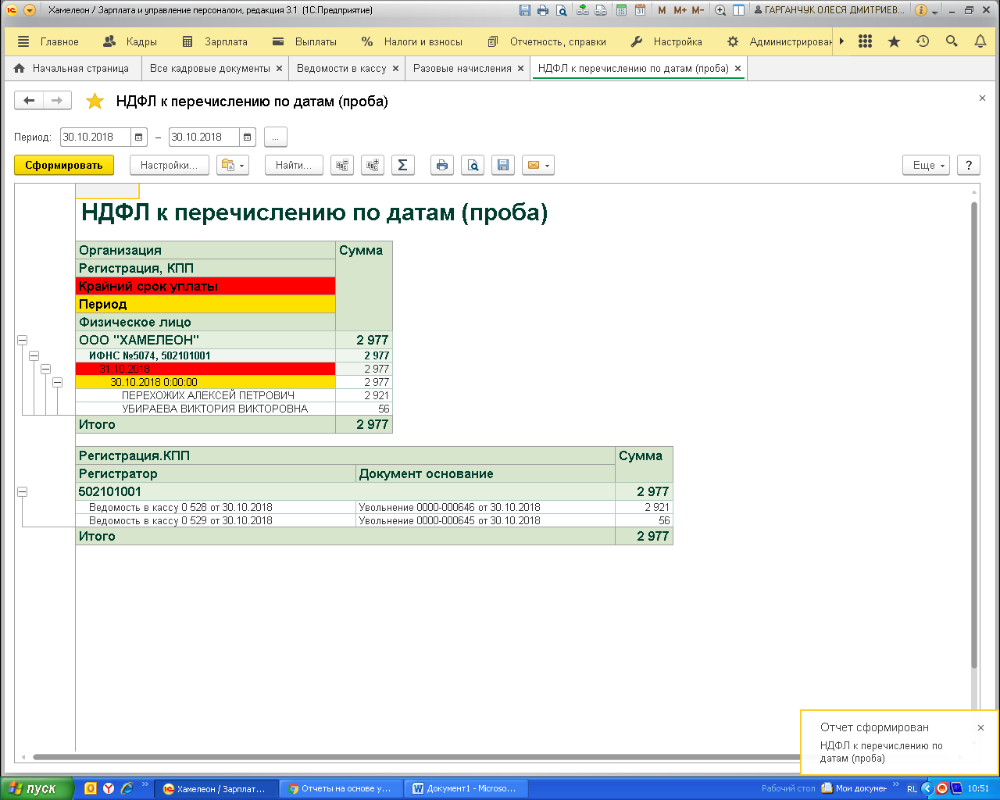 Хамелеон / Зарплата и управление персоналом, редакция 3.1 (1С:Предприятие)
M M+ M- ГАРГАНЧУК ОЛЕСЯ ДМИТРИЕВ...
Главное Кадры Зарплата Выплаты Налоги и взносы Отчетность, справки Настройка Администрирован
Начальная страница Все кадровые документы × Ведомости в кассу × Разовые начисления × НДФЛ к перечислению по датам (проба) ×
НДФЛ к перечислению по датам (проба)
Период: 30.10.2018 – 30.10.2018 ...
Сформировать Настройки... Найти... Σ Еще ?
НДФЛ к перечислению по датам (проба)
Организация Сумма
Регистрация, КПП
Крайний срок уплаты
Период
Физическое лицо
ООО "ХАМЕЛЕОН" 2 977
ИФНС №5074, 502101001 2 977
31.10.2018 2 977
30.10.2018 0:00:00 2 977
ПЕРЕХОЖИХ АЛЕКСЕЙ ПЕТРОВИЧ 2 921
УБИРАЕВА ВИКТОРИЯ ВИКТОРОВНА 56
Итого 2 977
Регистрация.КПП Сумма
Регистратор Документ основание
502101001 2 977
Ведомость в кассу 0 528 от 30.10.2018 Увольнение 0000-000646 от 30.10.2018 2 921
Ведомость в кассу 0 529 от 30.10.2018 Увольнение 0000-000645 от 30.10.2018 56
Итого 2 977
Отчет сформирован ×
НДФЛ к перечислению по
датам (проба)
пуск Хамелеон / Зарплат... Отчеты на основе у... Документ1 - Microso... Рабочий стол Мои докумен RL 10:51